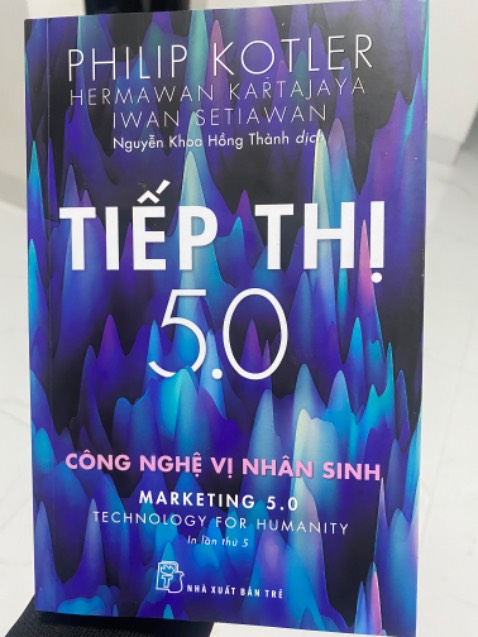 PHILIP KOTLER
HERMAWAN KARTAJAYA
IWAN SETIAWAN
Nguyễn Khoa Hồng Thành dịch
TIẾP THỊ
5.0
CÔNG NGHỆ VỊ NHÂN SINH
MARKETING 5.0
TECHNOLOGY FOR HUMANITY
In lần thứ 5
NHÀ XUẤT BẢN TRẺ